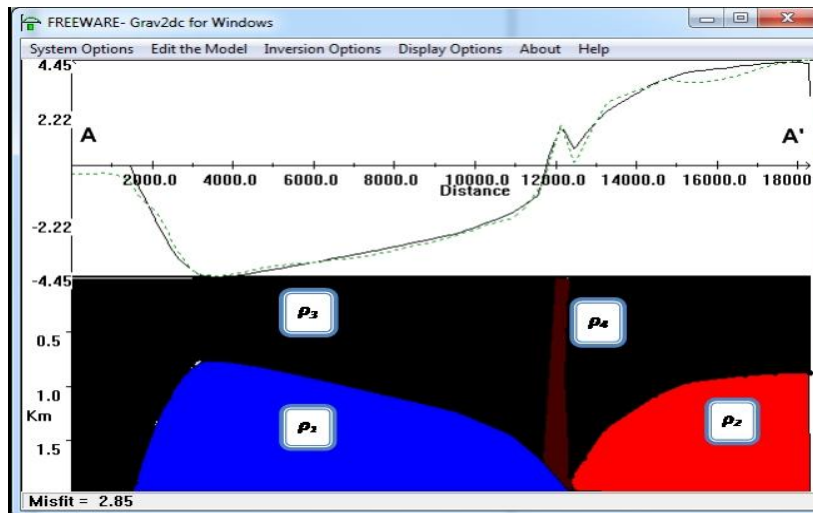 FREEWARE- Grav2dc for Windows
System Options Edit the Model Inversion Options Display Options About Help
4.45
2.22
A
A'
2000.0 4000.0 6000.0 8000.0 10000.0 12000.0 14000.0 16000.0 18000
Distance
-2.22
-4.45
ρ₃
ρ₄
0.5
1.0
Km
ρ₁
ρ₂
1.5
Misfit = 2.85